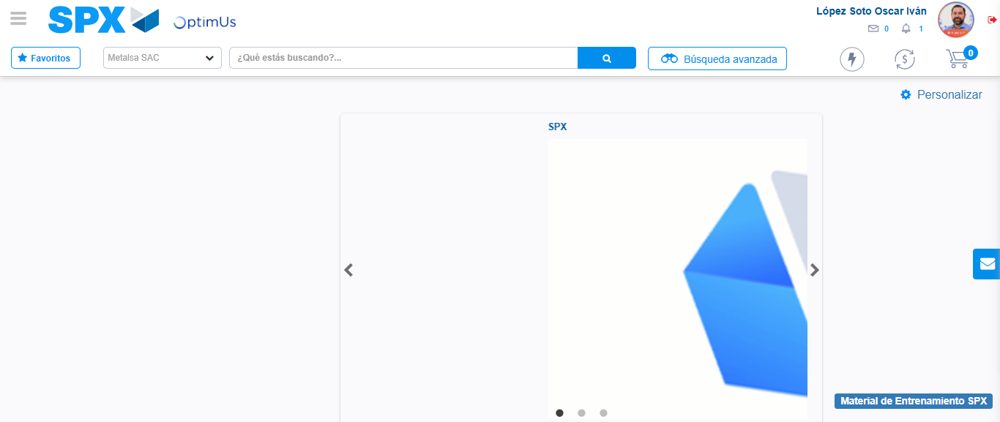 López Soto Oscar Iván
SPX OptimUs
0 1
Favoritos Metalsa SAC ¿Qué estás buscando?... Búsqueda avanzada $ 0
Personalizar
SPX
Material de Entrenamiento SPX